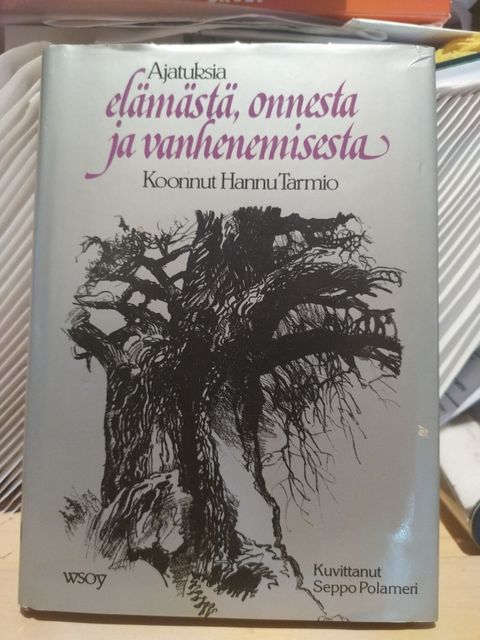 Ajatuksia
elämästä, onnesta
ja vanhenemisesta
Koonnut Hannu Tarmio
wsoy
Kuvittanut
Seppo Polameri